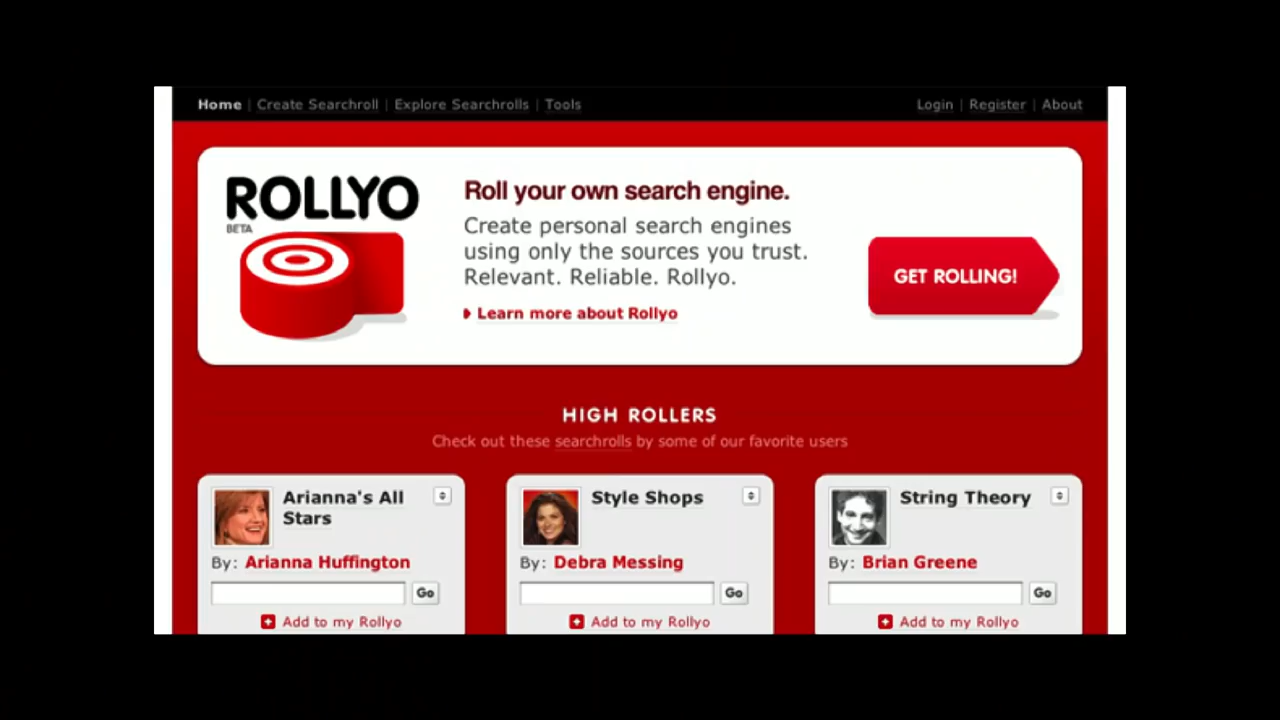 Home | Create Searchroll | Explore Searchrolls | Tools
Login | Register | About
ROLLYO
BETA
Roll your own search engine.
Create personal search engines
using only the sources you trust.
Relevant. Reliable. Rollyo.
Learn more about Rollyo
GET ROLLING!
HIGH ROLLERS
Check out these searchrolls by some of our favorite users
Arianna's All
Stars
By: Arianna Huffington
Go
Add to my Rollyo
Style Shops
By: Debra Messing
Go
Add to my Rollyo
String Theory
By: Brian Greene
Go
Add to my Rollyo